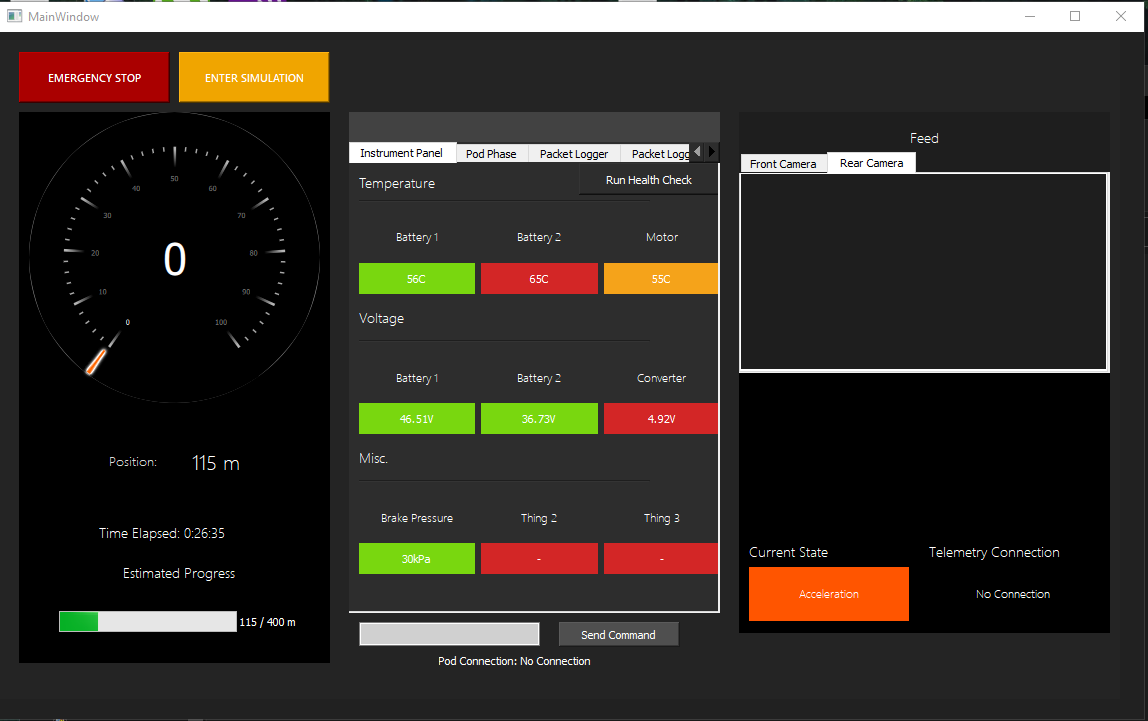 MainWindow
EMERGENCY STOP
ENTER SIMULATION
0
10
20
30
40
50
60
70
80
90
100
0
Position: 115 m
Time Elapsed: 0:26:35
Estimated Progress
115 / 400 m
Instrument Panel
Pod Phase
Packet Logger
Packet Logg
Temperature
Run Health Check
Battery 1 Battery 2 Motor
56C 65C 55C
Voltage
Battery 1 Battery 2 Converter
46.51V 36.73V 4.92V
Misc.
Brake Pressure Thing 2 Thing 3
30kPa - -
Send Command
Pod Connection: No Connection
Feed
Front Camera
Rear Camera
Current State
Telemetry Connection
Acceleration
No Connection